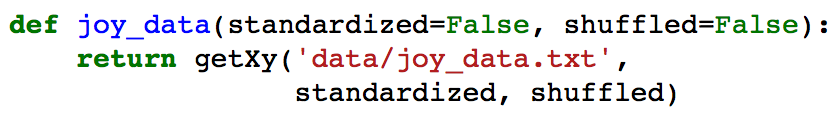 def joy_data(standardized=False, shuffled=False):
    return getXy('data/joy_data.txt',
                 standardized, shuffled)